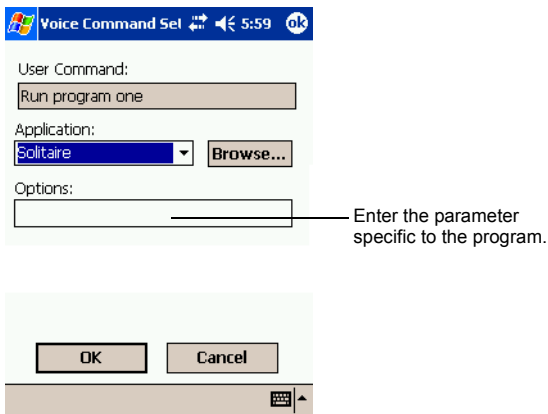 Voice Command Set 5:59 ok
User Command:
Run program one
Application:
Solitaire Browse...
Options:
Enter the parameter
specific to the program.
OK Cancel